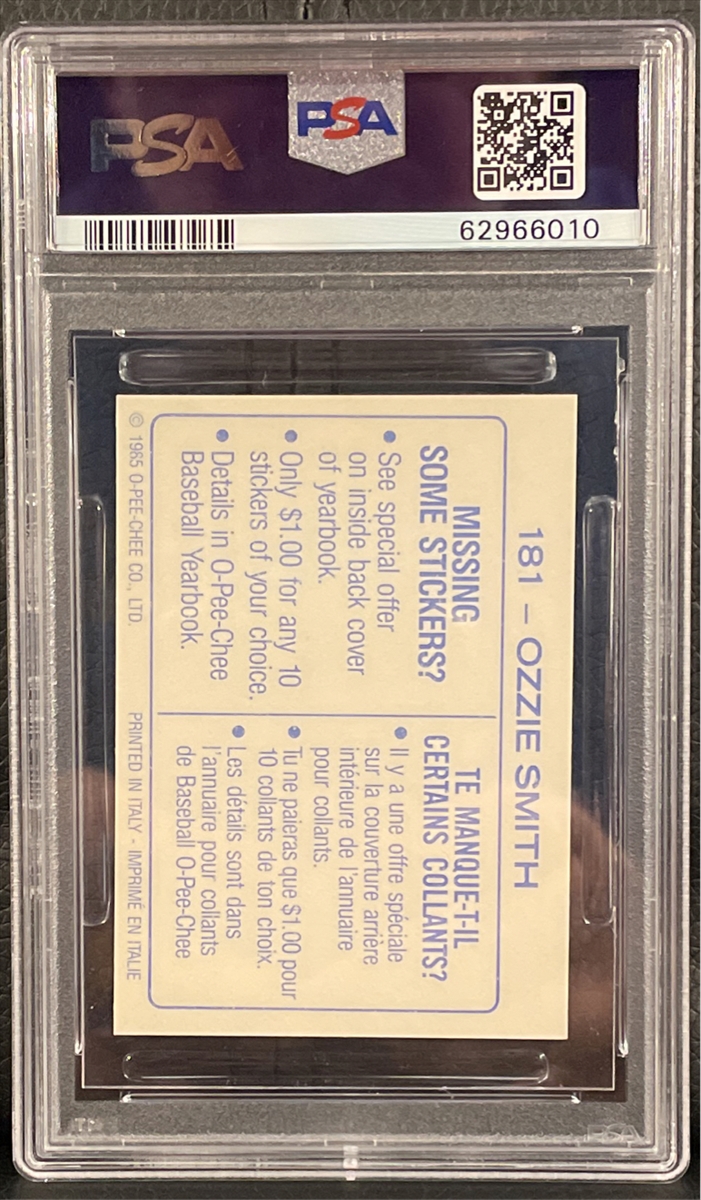 PSA
PSA
62966010
181 – OZZIE SMITH
MISSING
SOME STICKERS?
• See special offer
on inside back cover
of yearbook.
• Only $1.00 for any 10
stickers of your choice.
• Details in O-Pee-Chee
Baseball Yearbook.
TE MANQUE-T-IL
CERTAINS COLLANTS?
• Il y a une offre spéciale
sur la couverture arrière
intérieure de l'annuaire
pour collants.
• Tu ne paieras que $1.00 pour
10 collants de ton choix.
• Les détails sont dans
l'annuaire pour collants
de Baseball O-Pee-Chee
© 1985 O-PEE-CHEE CO., LTD.
PRINTED IN ITALY - IMPRIMÉ EN ITALIE